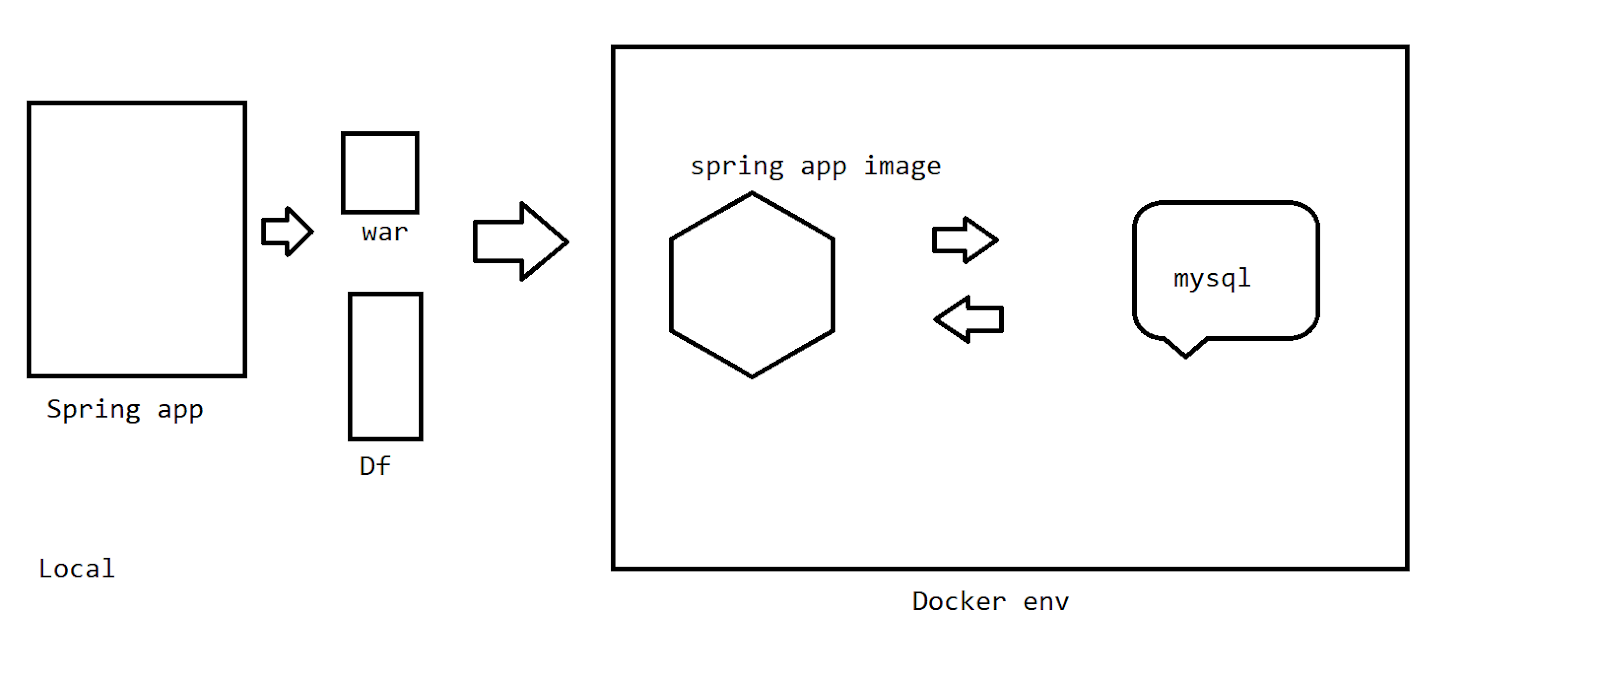 spring app image
war
mysql
Spring app
Df
Local
Docker env